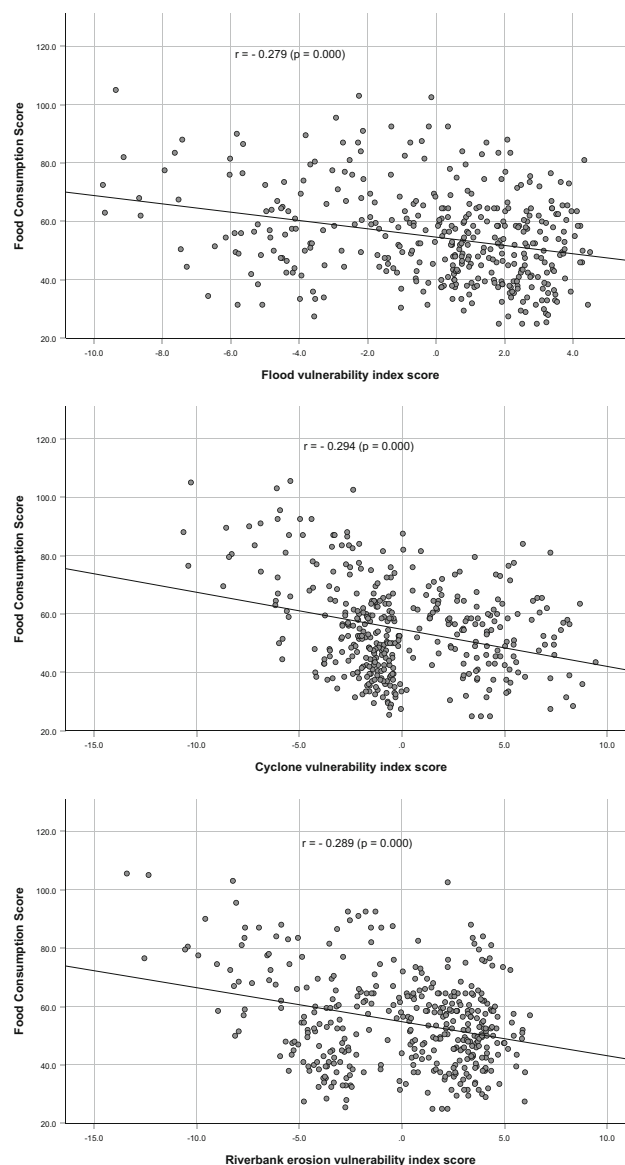 r = - 0.279 (p = 0.000)
Food Consumption Score
120.0
100.0
80.0
60.0
40.0
20.0
-10.0 -8.0 -6.0 -4.0 -2.0 .0 2.0 4.0
Flood vulnerability index score
r = - 0.294 (p = 0.000)
Food Consumption Score
120.0
100.0
80.0
60.0
40.0
20.0
-15.0 -10.0 -5.0 .0 5.0 10.0
Cyclone vulnerability index score
r = - 0.289 (p = 0.000)
Food Consumption Score
120.0
100.0
80.0
60.0
40.0
20.0
-15.0 -10.0 -5.0 .0 5.0 10.0
Riverbank erosion vulnerability index score